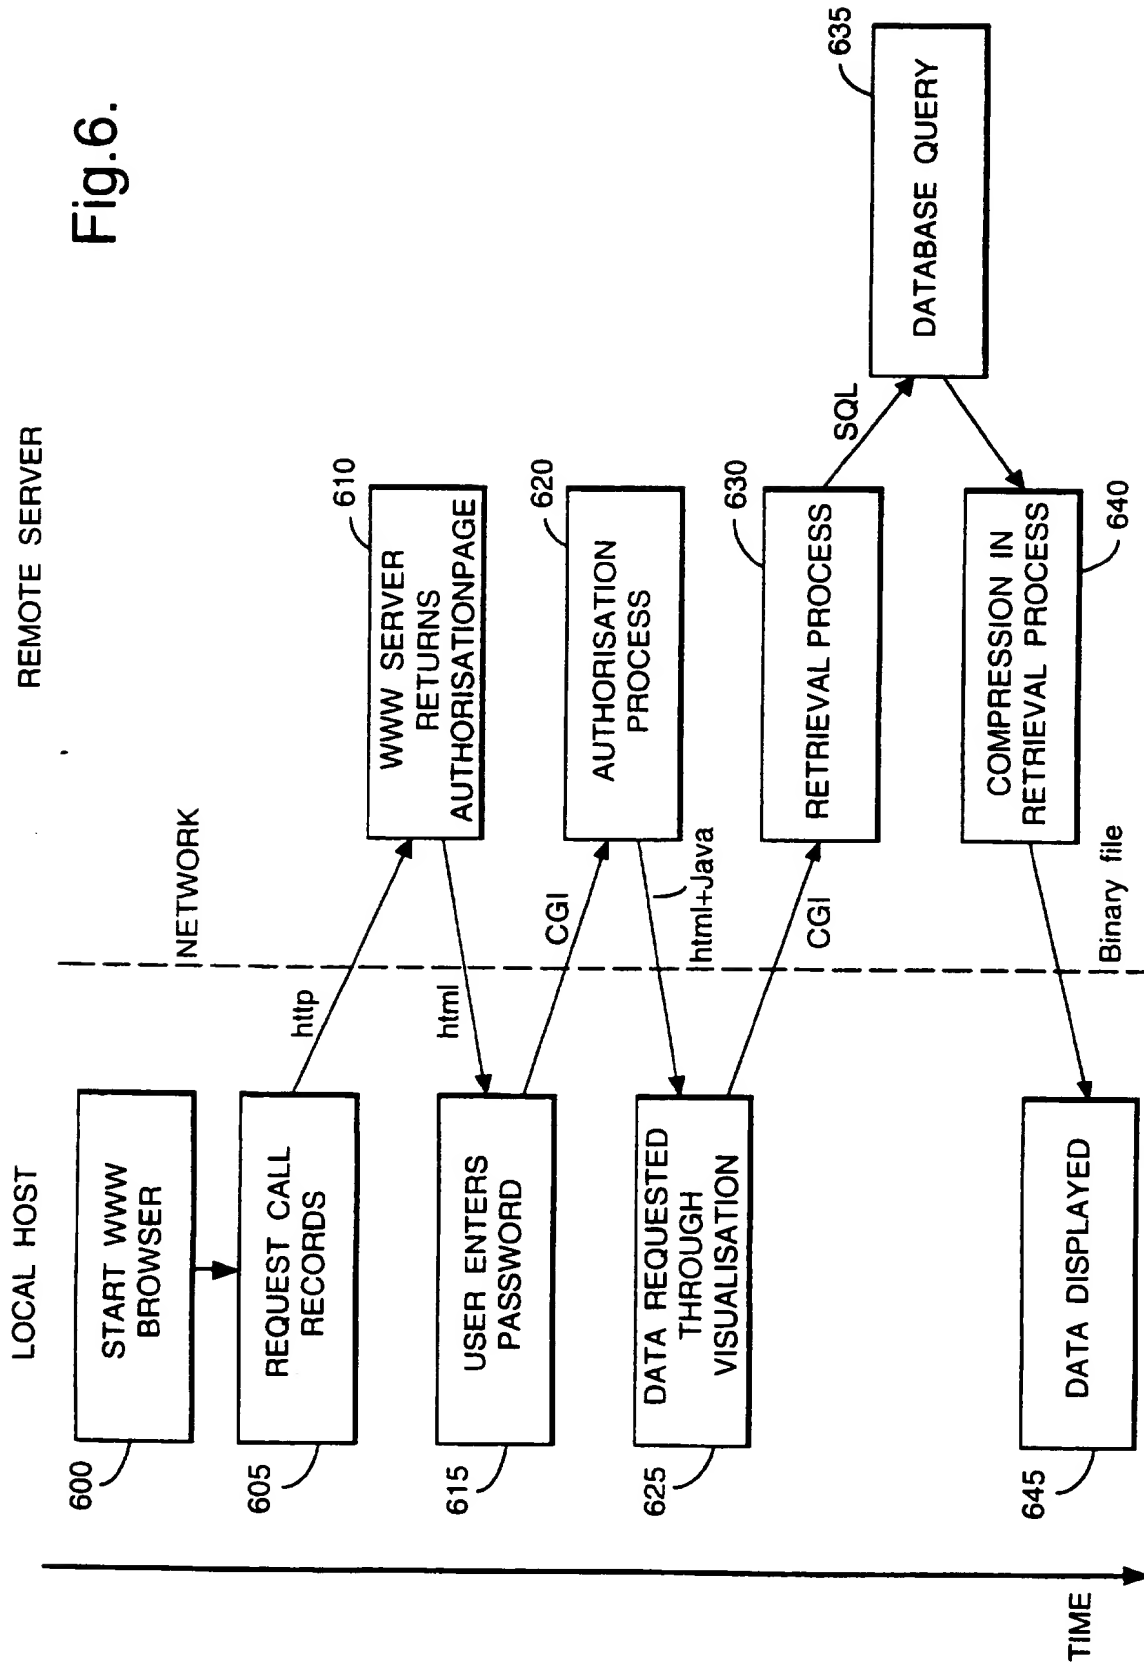 Fig.6.
LOCAL HOST
REMOTE SERVER
NETWORK
600
START WWW
BROWSER
605
REQUEST CALL
RECORDS
http
610
WWW SERVER
RETURNS
AUTHORISATIONPAGE
html
615
USER ENTERS
PASSWORD
CGI
620
AUTHORISATION
PROCESS
html+Java
625
DATA REQUESTED
THROUGH
VISUALISATION
CGI
630
RETRIEVAL PROCESS
SQL
635
DATABASE QUERY
640
COMPRESSION IN
RETRIEVAL PROCESS
Binary file
645
DATA DISPLAYED
TIME